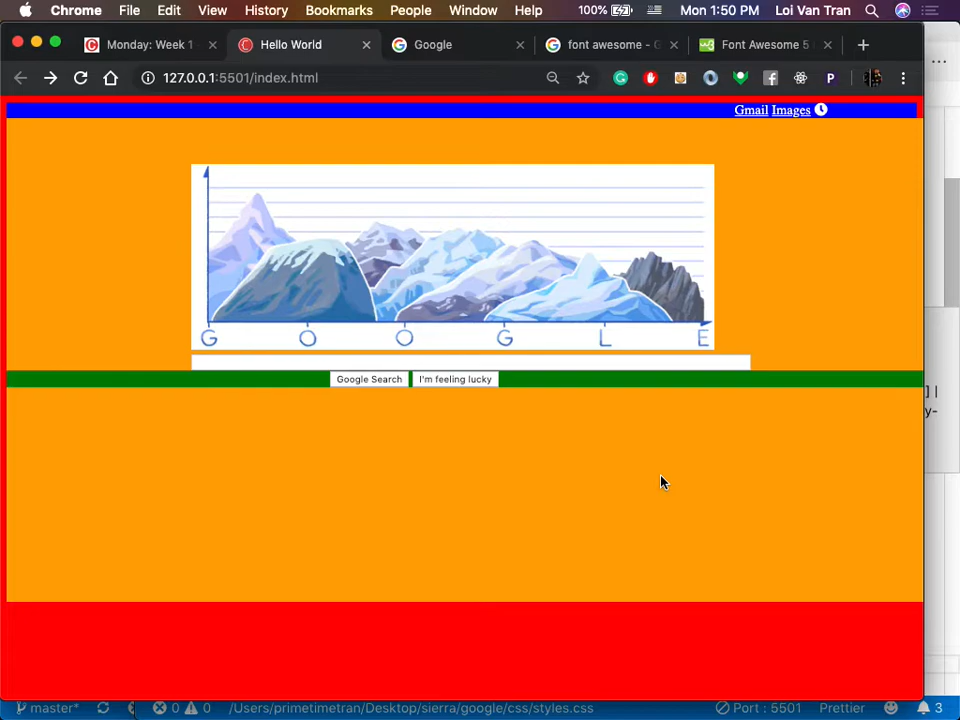 Chrome File Edit View History Bookmarks People Window Help 100% Mon 1:50 PM Loi Van Tran
Monday: Week 1 Hello World Google font awesome - G Font Awesome 5
127.0.0.1:5501/index.html
Gmail Images
G O O G L E
Google Search I'm feeling lucky
] |
y-
master* 0 0 /Users/primetimetran/Desktop/sierra/google/css/styles.css Port : 5501 Prettier 3